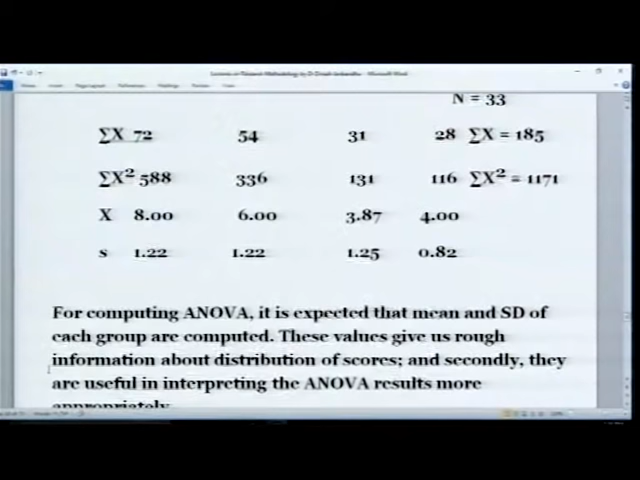 N = 33
∑X 72 54 31 28 ∑X = 185
∑X² 588 336 131 116 ∑X² = 1171
X 8.00 6.00 3.87 4.00
s 1.22 1.22 1.25 0.82
For computing ANOVA, it is expected that mean and SD of
each group are computed. These values give us rough
information about distribution of scores; and secondly, they
are useful in interpreting the ANOVA results more
appropriately